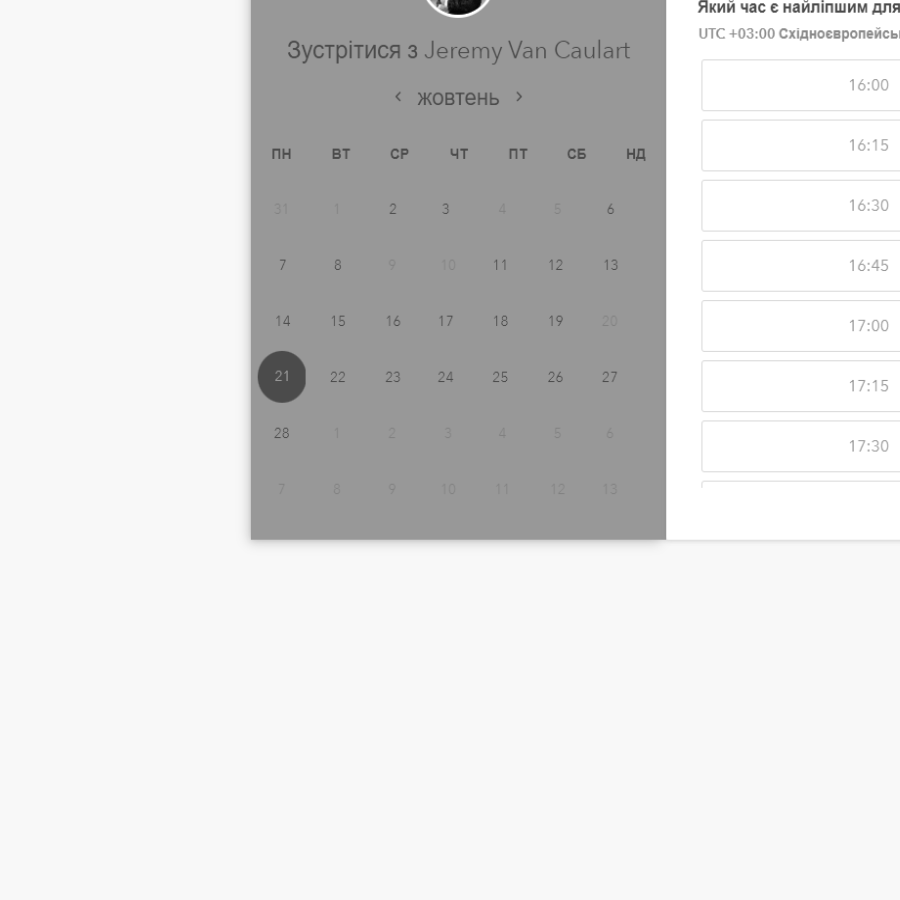 Зустрітися з Jeremy Van Caulart
жовтень
ПН ВТ СР ЧТ ПТ СБ НД
31 1 2 3 4 5 6
7 8 9 10 11 12 13
14 15 16 17 18 19 20
21 22 23 24 25 26 27
28 1 2 3 4 5 6
7 8 9 10 11 12 13
Який час є найліпшим для
UTC +03:00
16:00
16:15
16:30
16:45
17:00
17:15
17:30